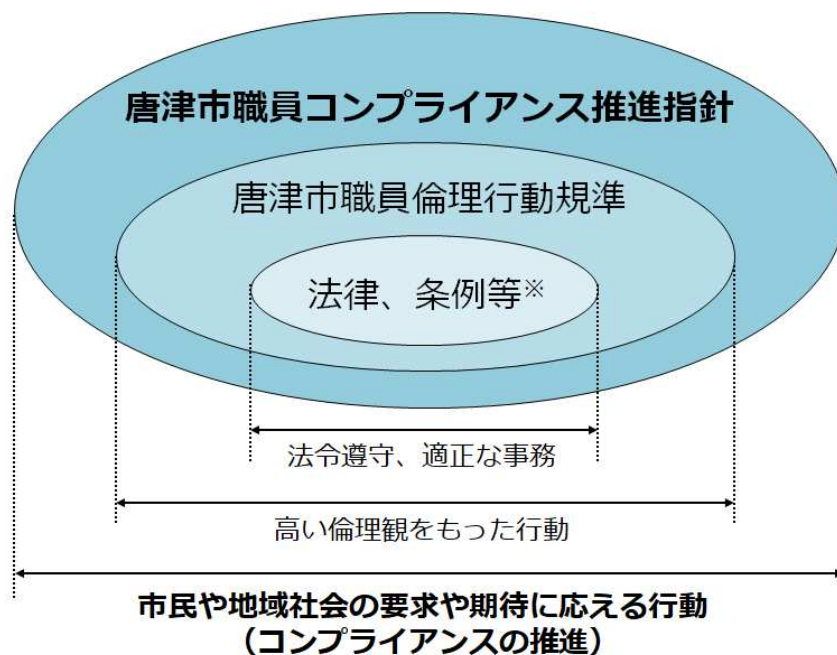 唐津市職員コンプライアンス推進指針
唐津市職員倫理行動規準
法律、条例等※
法令遵守、適正な事務
高い倫理観をもった行動
市民や地域社会の要求や期待に応える行動
（コンプライアンスの推進）